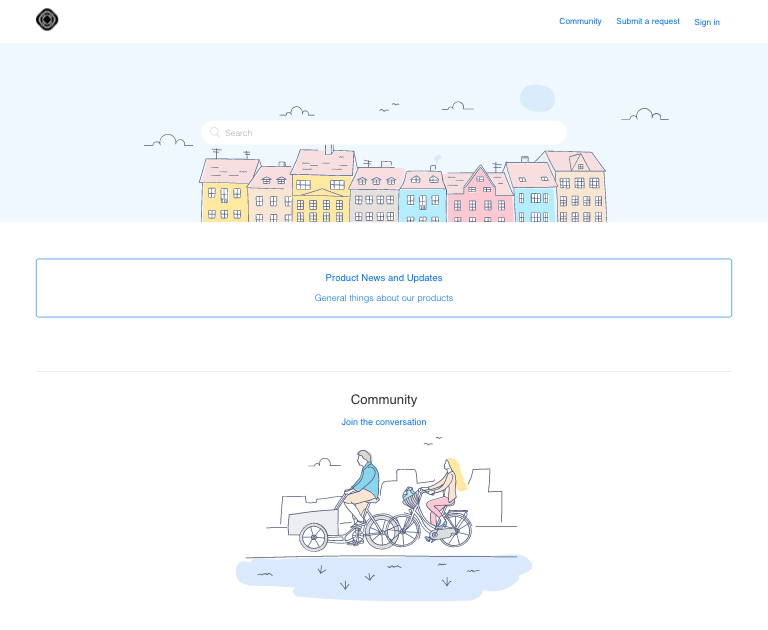 Community
Submit a request
Sign in
Search
Product News and Updates
General things about our products
Community
Join the conversation